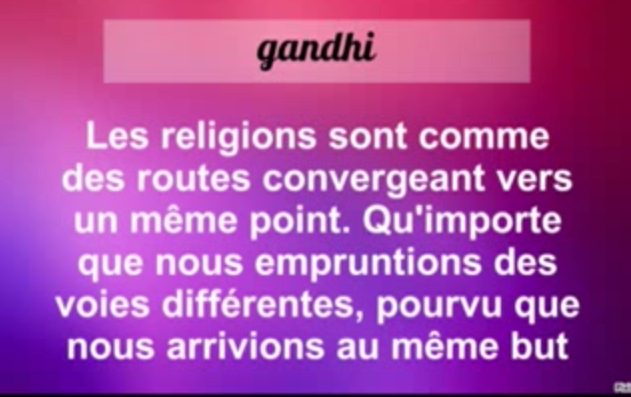 gandhi
Les religions sont comme
des routes convergeant vers
un même point. Qu'importe
que nous empruntions des
voies différentes, pourvu que
nous arrivions au même but